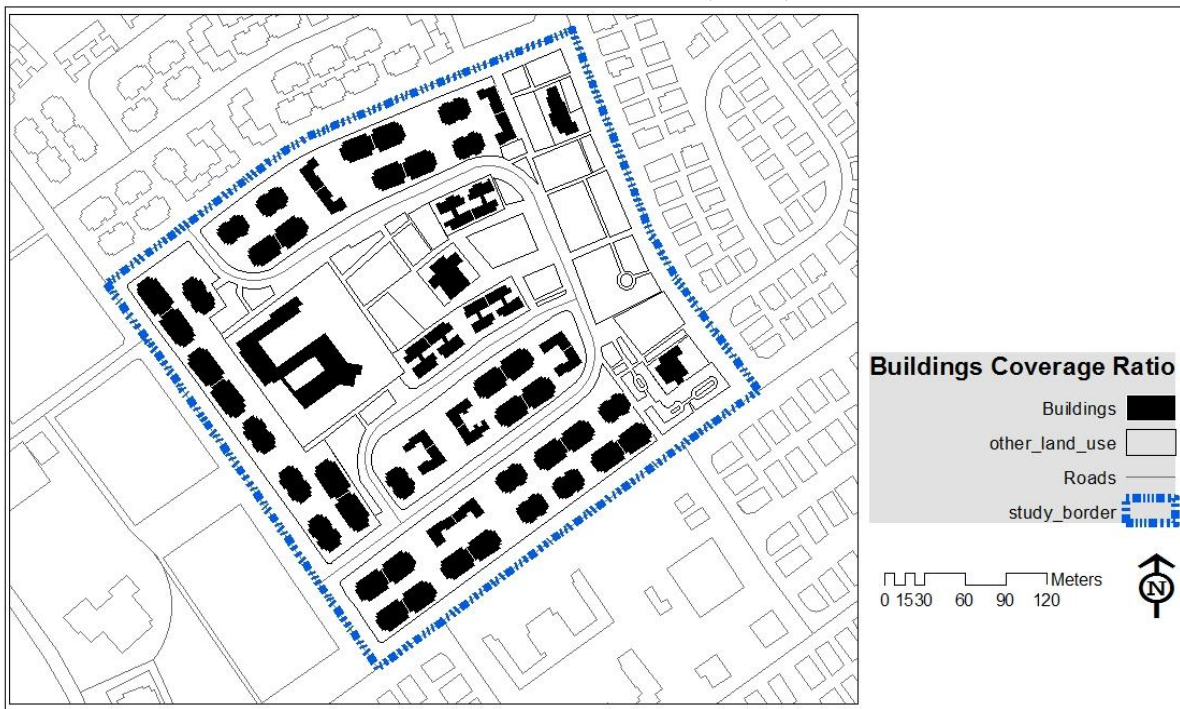 Buildings Coverage Ratio
Buildings
other_land_use
Roads
study_border
Meters
0 1530 60 90 120
N